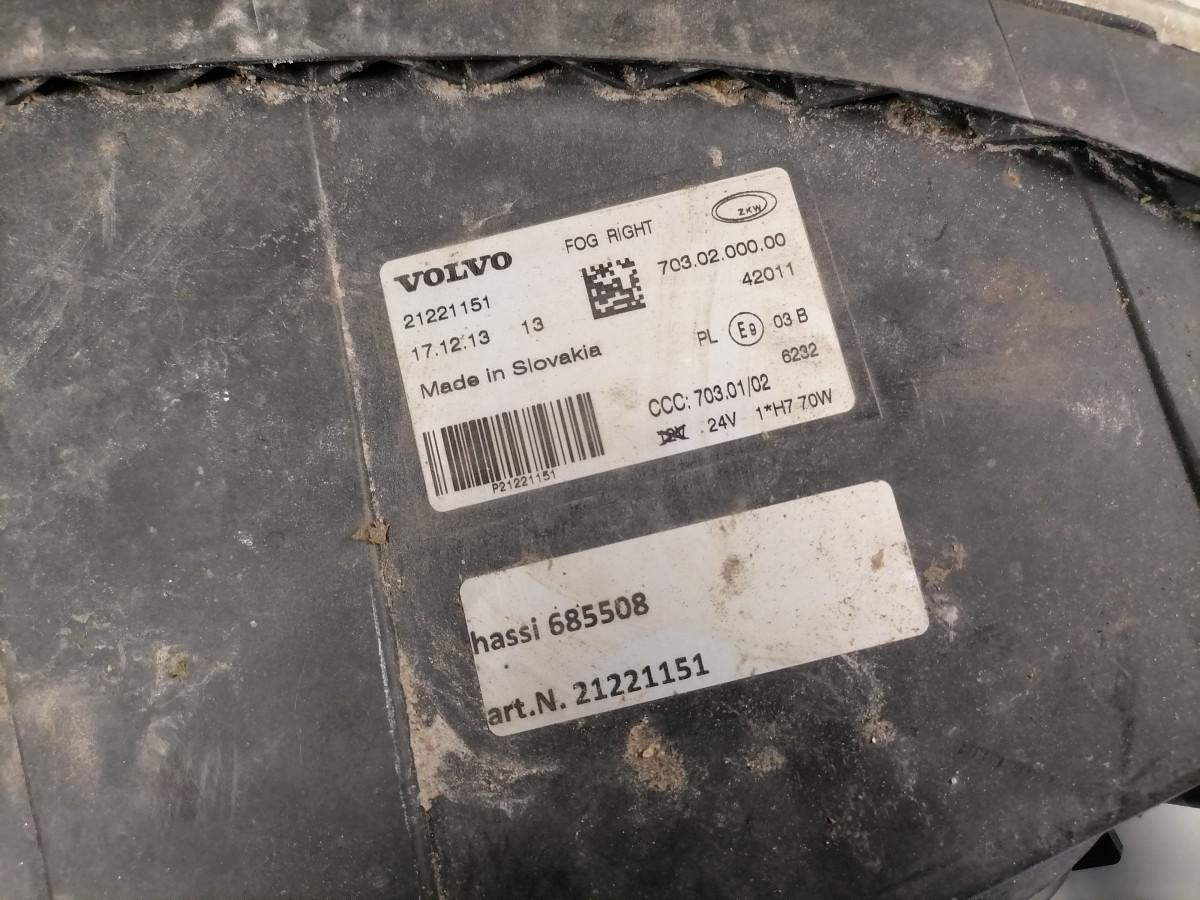 VOLVO FOG RIGHT ZKW
21221151 703.02.000.00
17.12.13 13 42011
Made in Slovakia PL E9 03 B
6232
CCC: 703.01/02
24V 1*H7 70W
P21221151
hassi 685508
art.N. 21221151